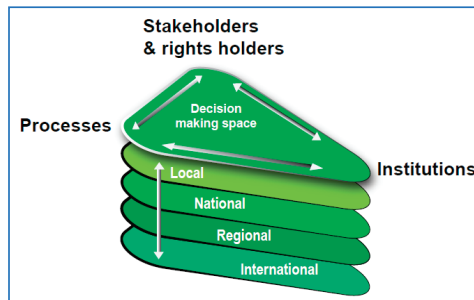 Stakeholders
& rights holders
Decision
making space
Processes
Institutions
Local
National
Regional
International